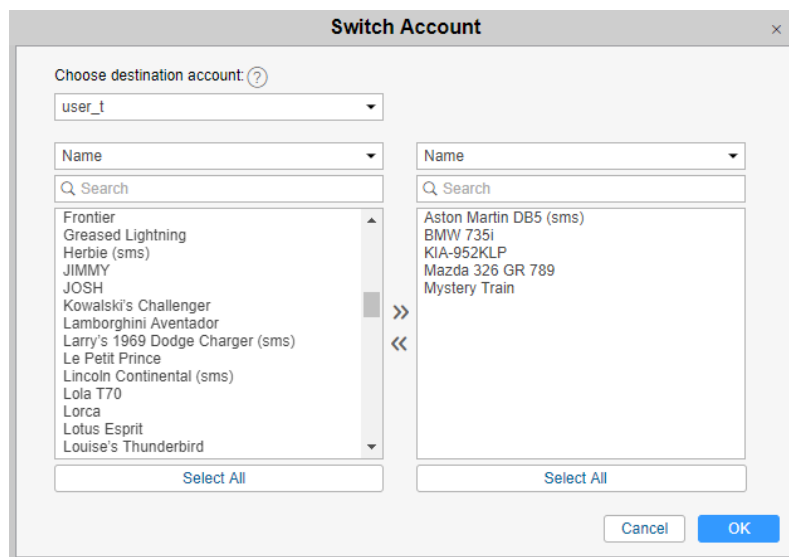 Switch Account
×
Choose destination account: ?
user_t
Name
Search
Frontier
Greased Lightning
Herbie (sms)
JIMMY
JOSH
Kowalski's Challenger
Lamborghini Aventador
Larry's 1969 Dodge Charger (sms)
Le Petit Prince
Lincoln Continental (sms)
Lola T70
Lorca
Lotus Esprit
Louise's Thunderbird
Select All
»
«
Name
Search
Aston Martin DB5 (sms)
BMW 735i
KIA-952KLP
Mazda 326 GR 789
Mystery Train
Select All
Cancel
OK